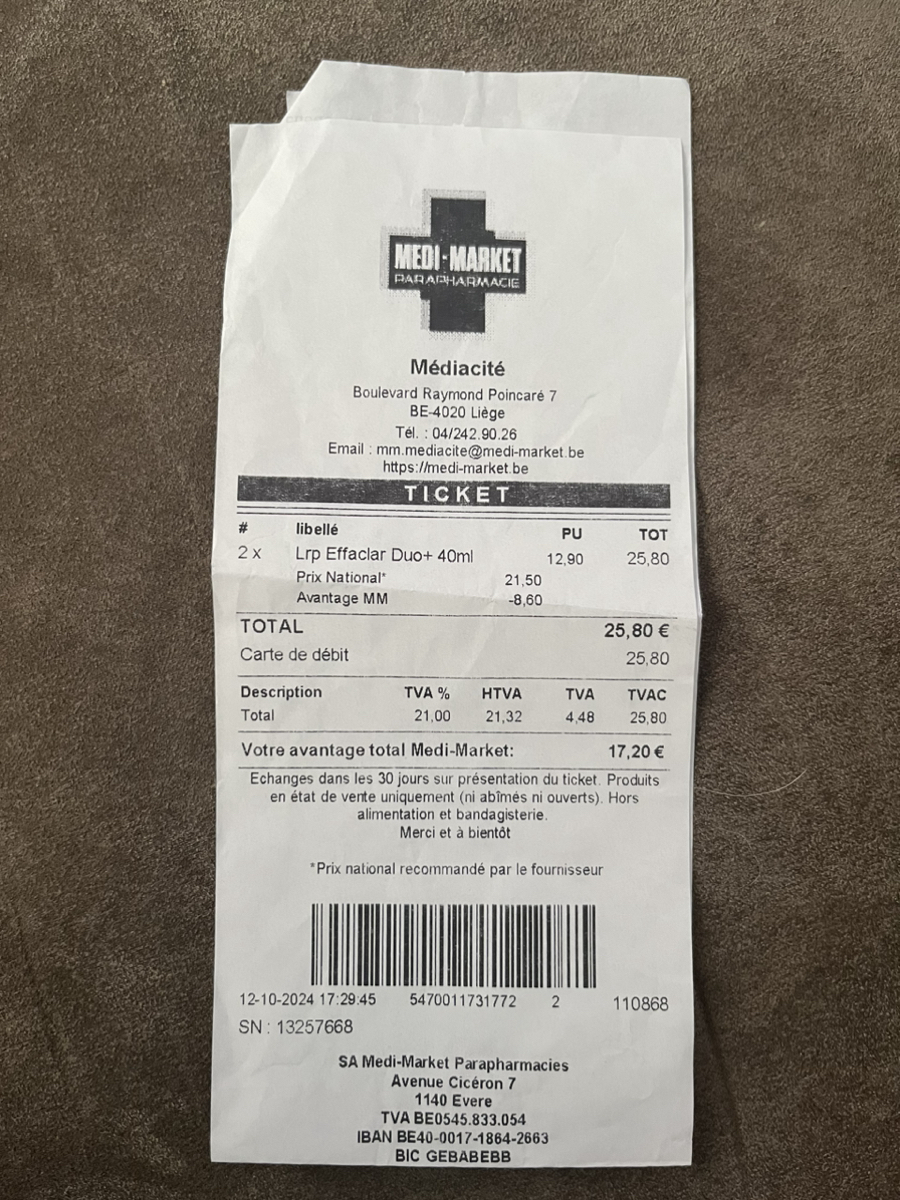 MEDI-MARKET
PARAPHARMACIE
Médiacité
Boulevard Raymond Poincaré 7
BE-4020 Liège
Tél. : 04/242.90.26
Email : mm.mediacite@medi-market.be
https://medi-market.be
TICKET
# libellé PU TOT
2 x Lrp Effaclar Duo+ 40ml 12,90 25,80
Prix National* 21,50
Avantage MM -8,60
TOTAL 25,80 €
Carte de débit 25,80
Description TVA % HTVA TVA TVAC
Total 21,00 21,32 4,48 25,80
Votre avantage total Medi-Market: 17,20 €
Echanges dans les 30 jours sur présentation du ticket. Produits
en état de vente uniquement (ni abîmés ni ouverts). Hors
alimentation et bandagisterie.
Merci et à bientôt
*Prix national recommandé par le fournisseur
12-10-2024 17:29:45 5470011731772 2 110868
SN : 13257668
SA Medi-Market Parapharmacies
Avenue Cicéron 7
1140 Evere
TVA BE0545.833.054
IBAN BE40-0017-1864-2663
BIC GEBABEBB